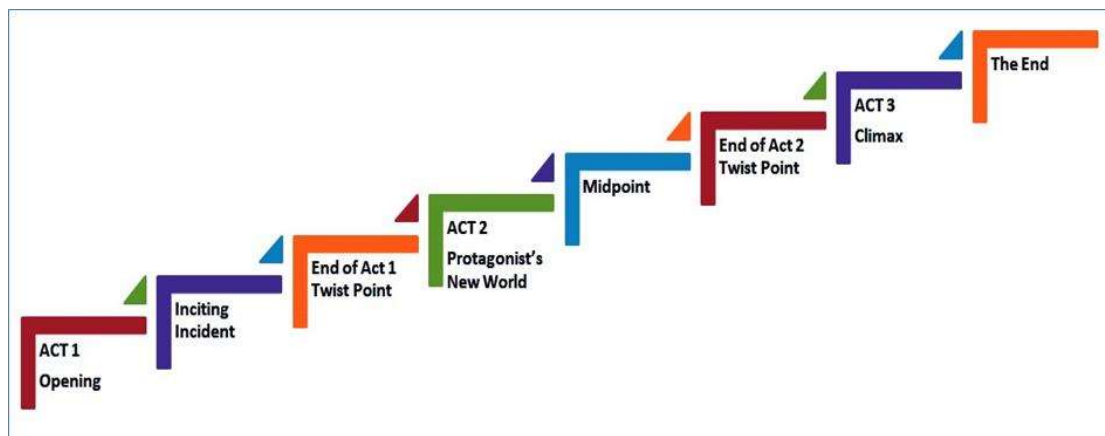 ACT 1
Opening
Inciting
Incident
End of Act 1
Twist Point
ACT 2
Protagonist's
New World
Midpoint
End of Act 2
Twist Point
ACT 3
Climax
The End